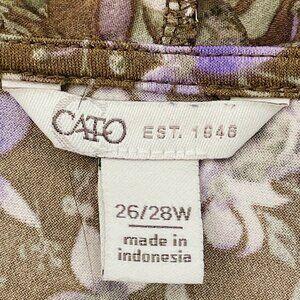 CATO EST. 1946
26/28W
made in
indonesia